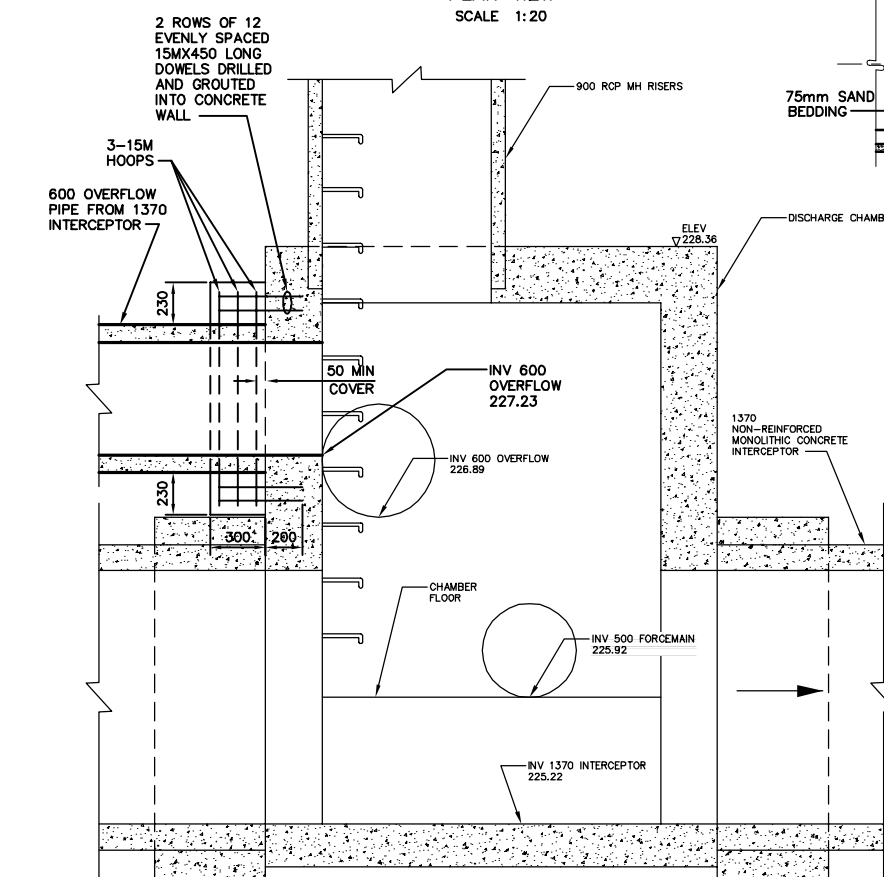 SCALE 1:20
2 ROWS OF 12
EVENLY SPACED
15MX450 LONG
DOWELS DRILLED
AND GROUTED
INTO CONCRETE
WALL
3-15M
HOOPS
600 OVERFLOW
PIPE FROM 1370
INTERCEPTOR
900 RCP MH RISERS
75mm SAND
BEDDING
ELEV
228.36
DISCHARGE CHAMB
230
50 MIN
COVER
INV 600
OVERFLOW
227.23
1370
NON-REINFORCED
MONOLITHIC CONCRETE
INTERCEPTOR
INV 600 OVERFLOW
226.89
230
300
200
CHAMBER
FLOOR
INV 500 FORCEMAIN
225.92
INV 1370 INTERCEPTOR
225.22